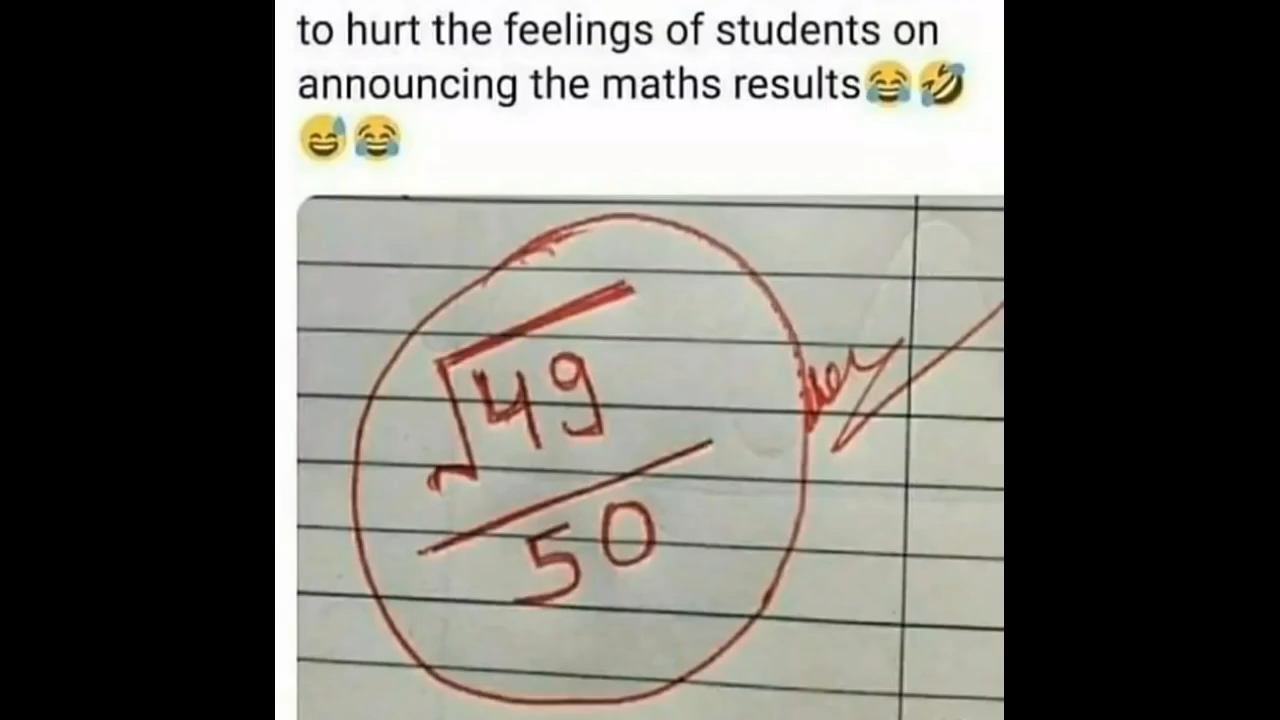 to hurt the feelings of students on
announcing the maths results😂🤣
😅😂
√49
50